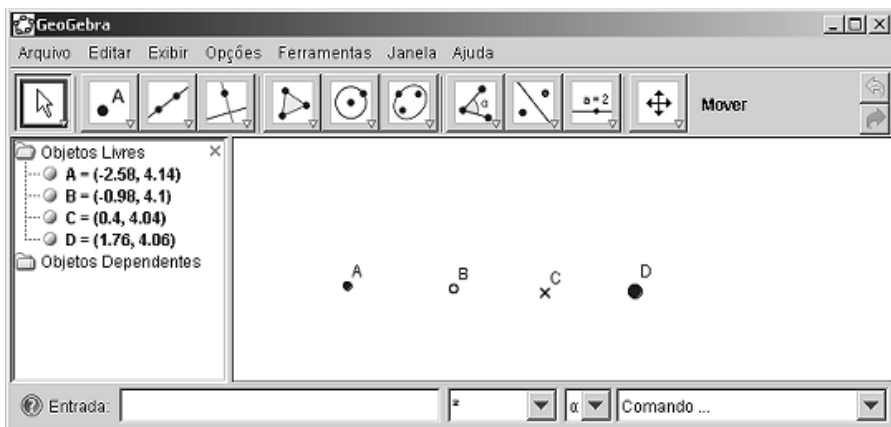 GeoGebra
Arquivo Editar Exibir Opções Ferramentas Janela Ajuda
A α a = 2 Mover
Objetos Livres
A = (-2.58, 4.14)
B = (-0.98, 4.1)
C = (0.4, 4.04)
D = (1.76, 4.06)
Objetos Dependentes
A B C D
Entrada: ² α Comando ...